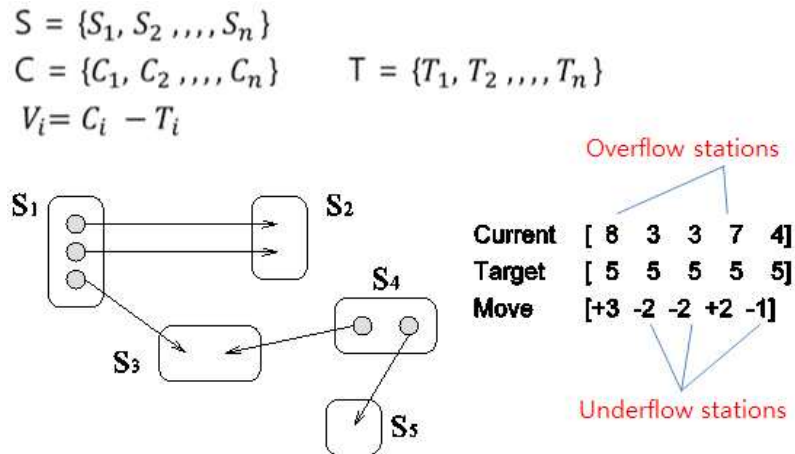 S = {S₁, S₂ ,,,, Sₙ}
C = {C₁, C₂ ,,,, Cₙ} T = {T₁, T₂ ,,,, Tₙ}
Vᵢ= Cᵢ − Tᵢ
Overflow stations
S₁
S₂
Current [ 8 3 3 7 4]
Target [ 5 5 5 5 5]
S₄
Move [+3 -2 -2 +2 -1]
S₃
S₅
Underflow stations